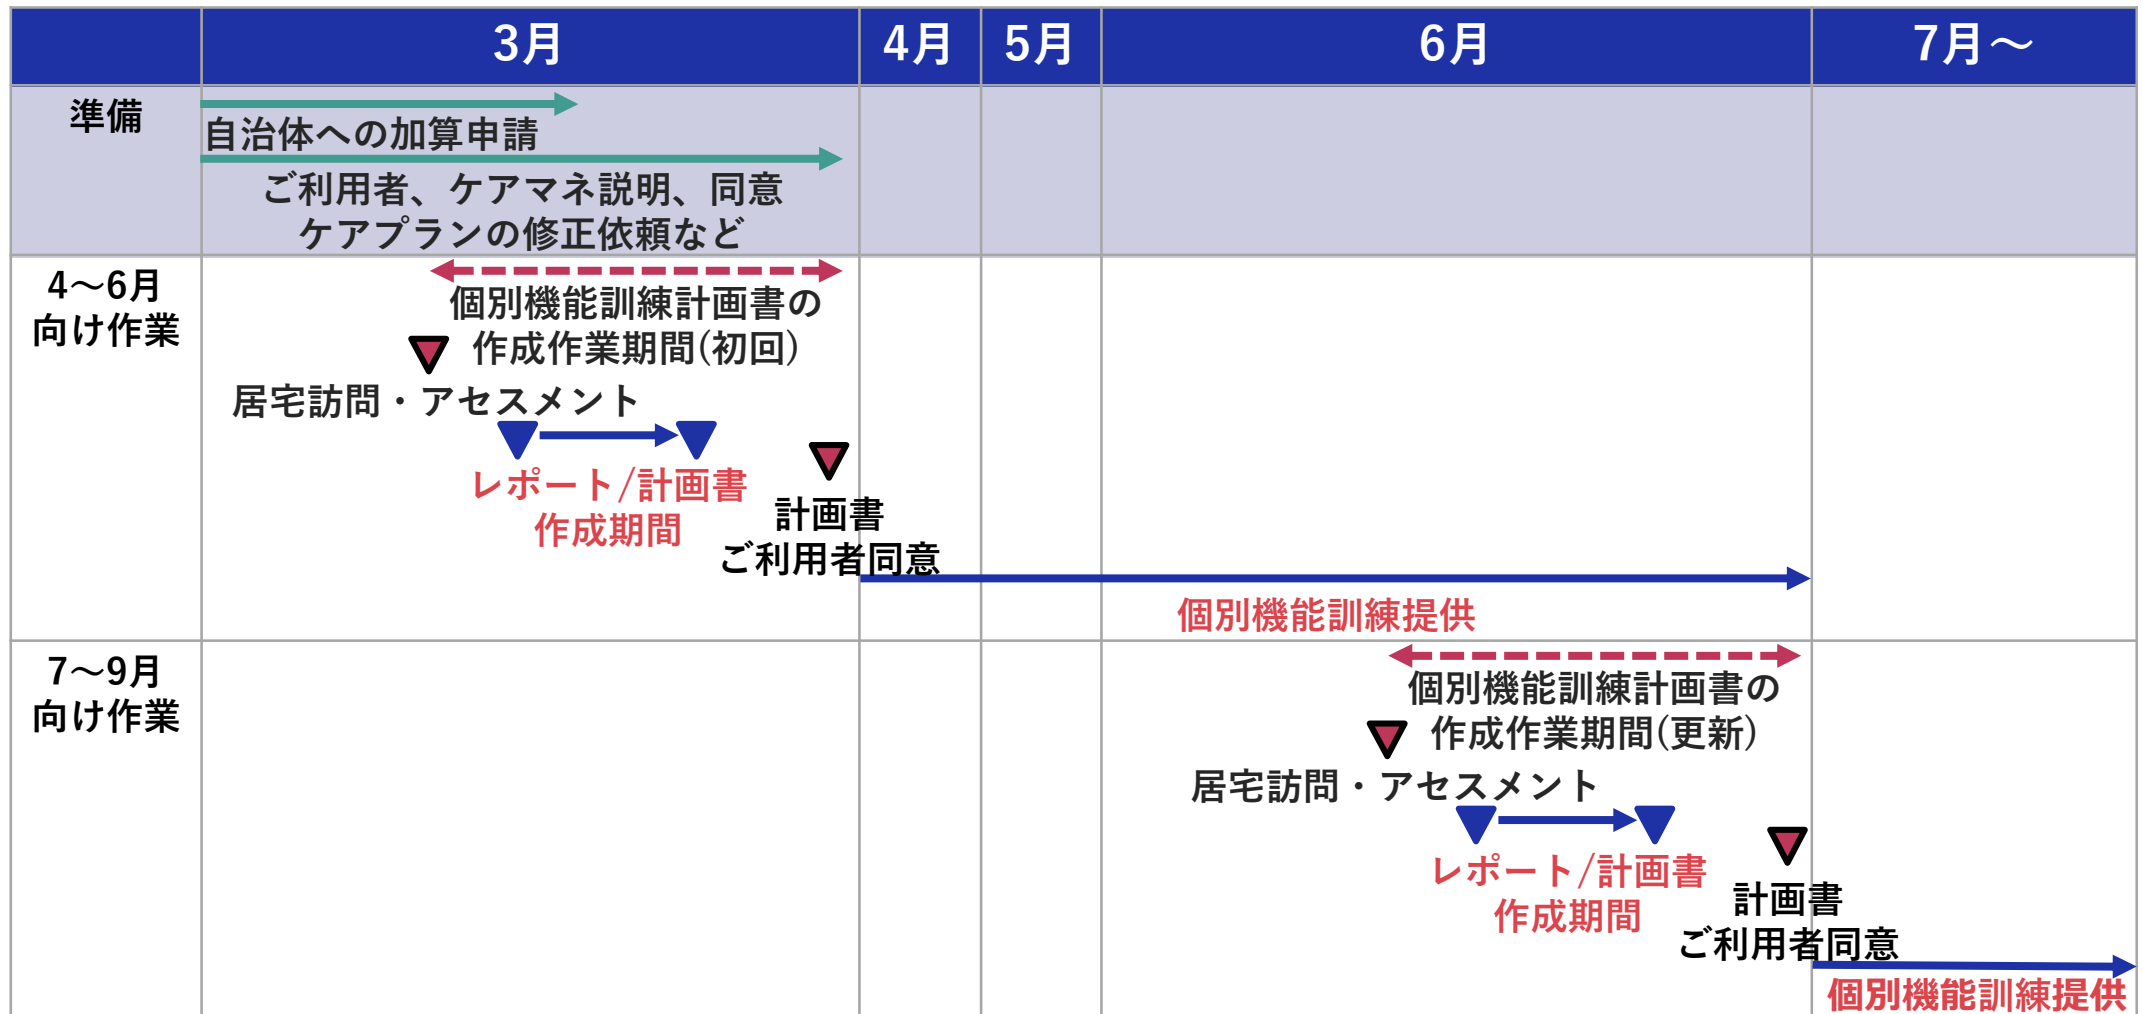 3月
4月
5月
6月
7月～
準備
自治体への加算申請
ご利用者、ケアマネ説明、同意
ケアプランの修正依頼など
4～6月
向け作業
個別機能訓練計画書の
作成作業期間(初回)
居宅訪問・アセスメント
レポート/計画書
作成期間
計画書
ご利用者同意
個別機能訓練提供
7～9月
向け作業
個別機能訓練計画書の
作成作業期間(更新)
居宅訪問・アセスメント
レポート/計画書
作成期間
計画書
ご利用者同意
個別機能訓練提供